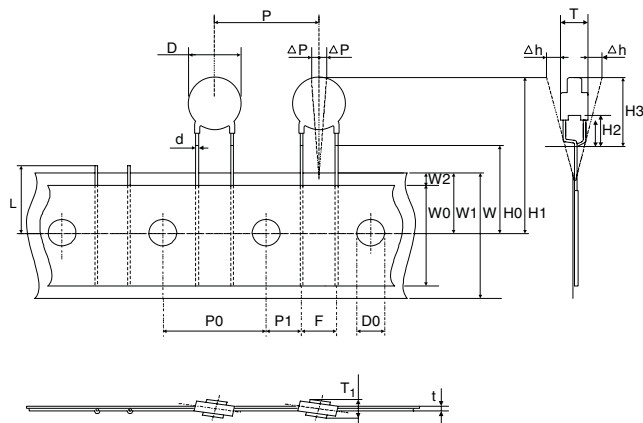 P
T
D
ΔP ΔP
Δh Δh
H3
H2
d
W2
L
W0 W1 W H0 H1
P0 P1 F D0
T1
t